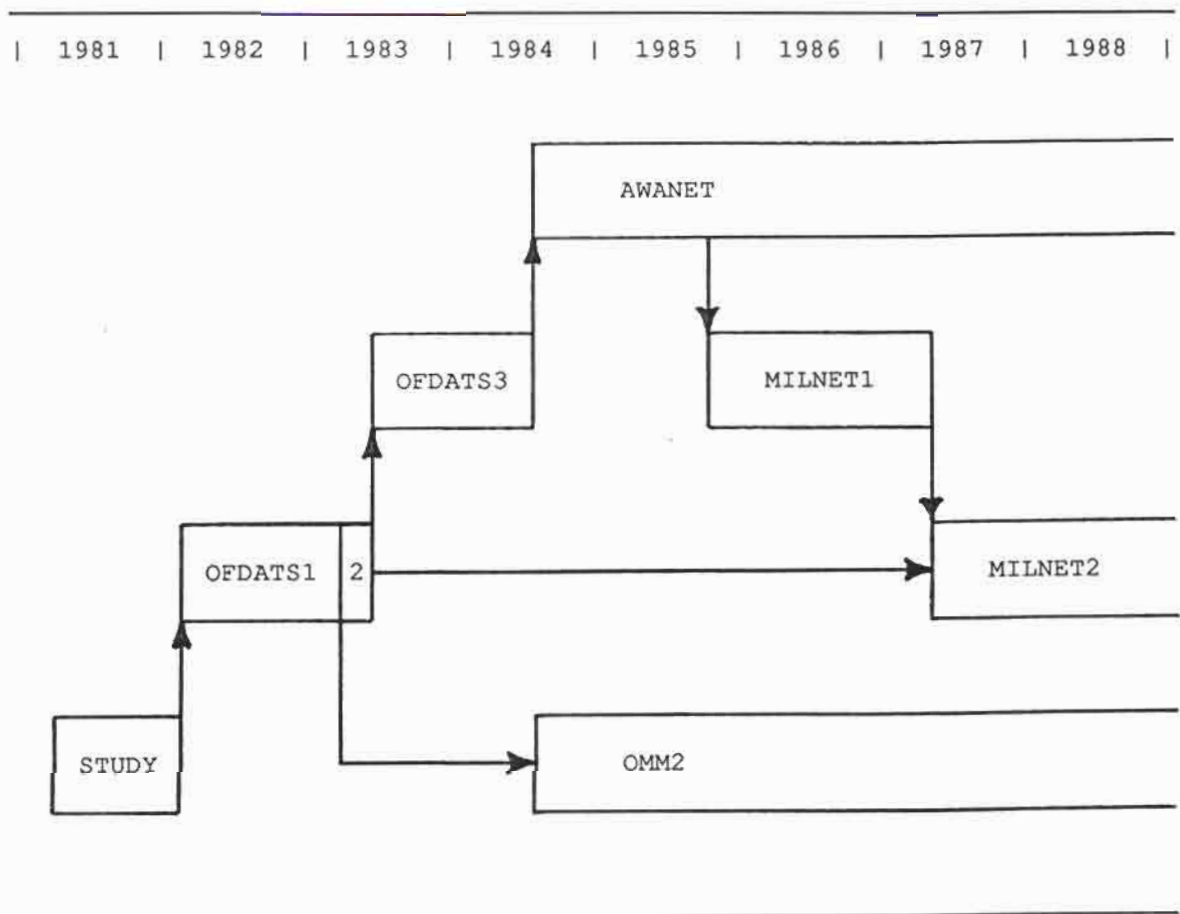 | 1981 | 1982 | 1983 | 1984 | 1985 | 1986 | 1987 | 1988 |
AWANET
OFDATS3
MILNET1
OFDATS1 2
MILNET2
STUDY
OMM2